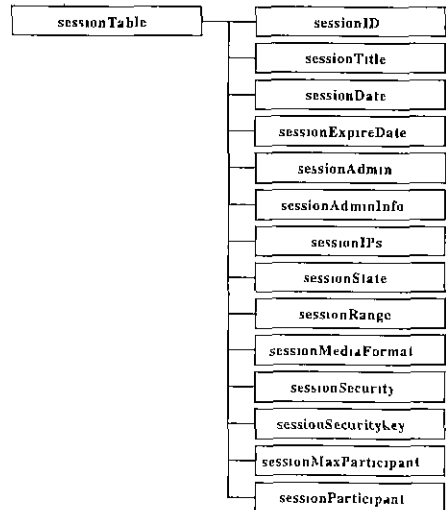 sessionTable
sessionID
sessionTitle
sessionDate
sessionExpireDate
sessionAdmin
sessionAdminInfo
sessionIPs
sessionState
sessionRange
sessionMediaFormat
sessionSecurity
sessionSecurityKey
sessionMaxParticipant
sessionParticipant